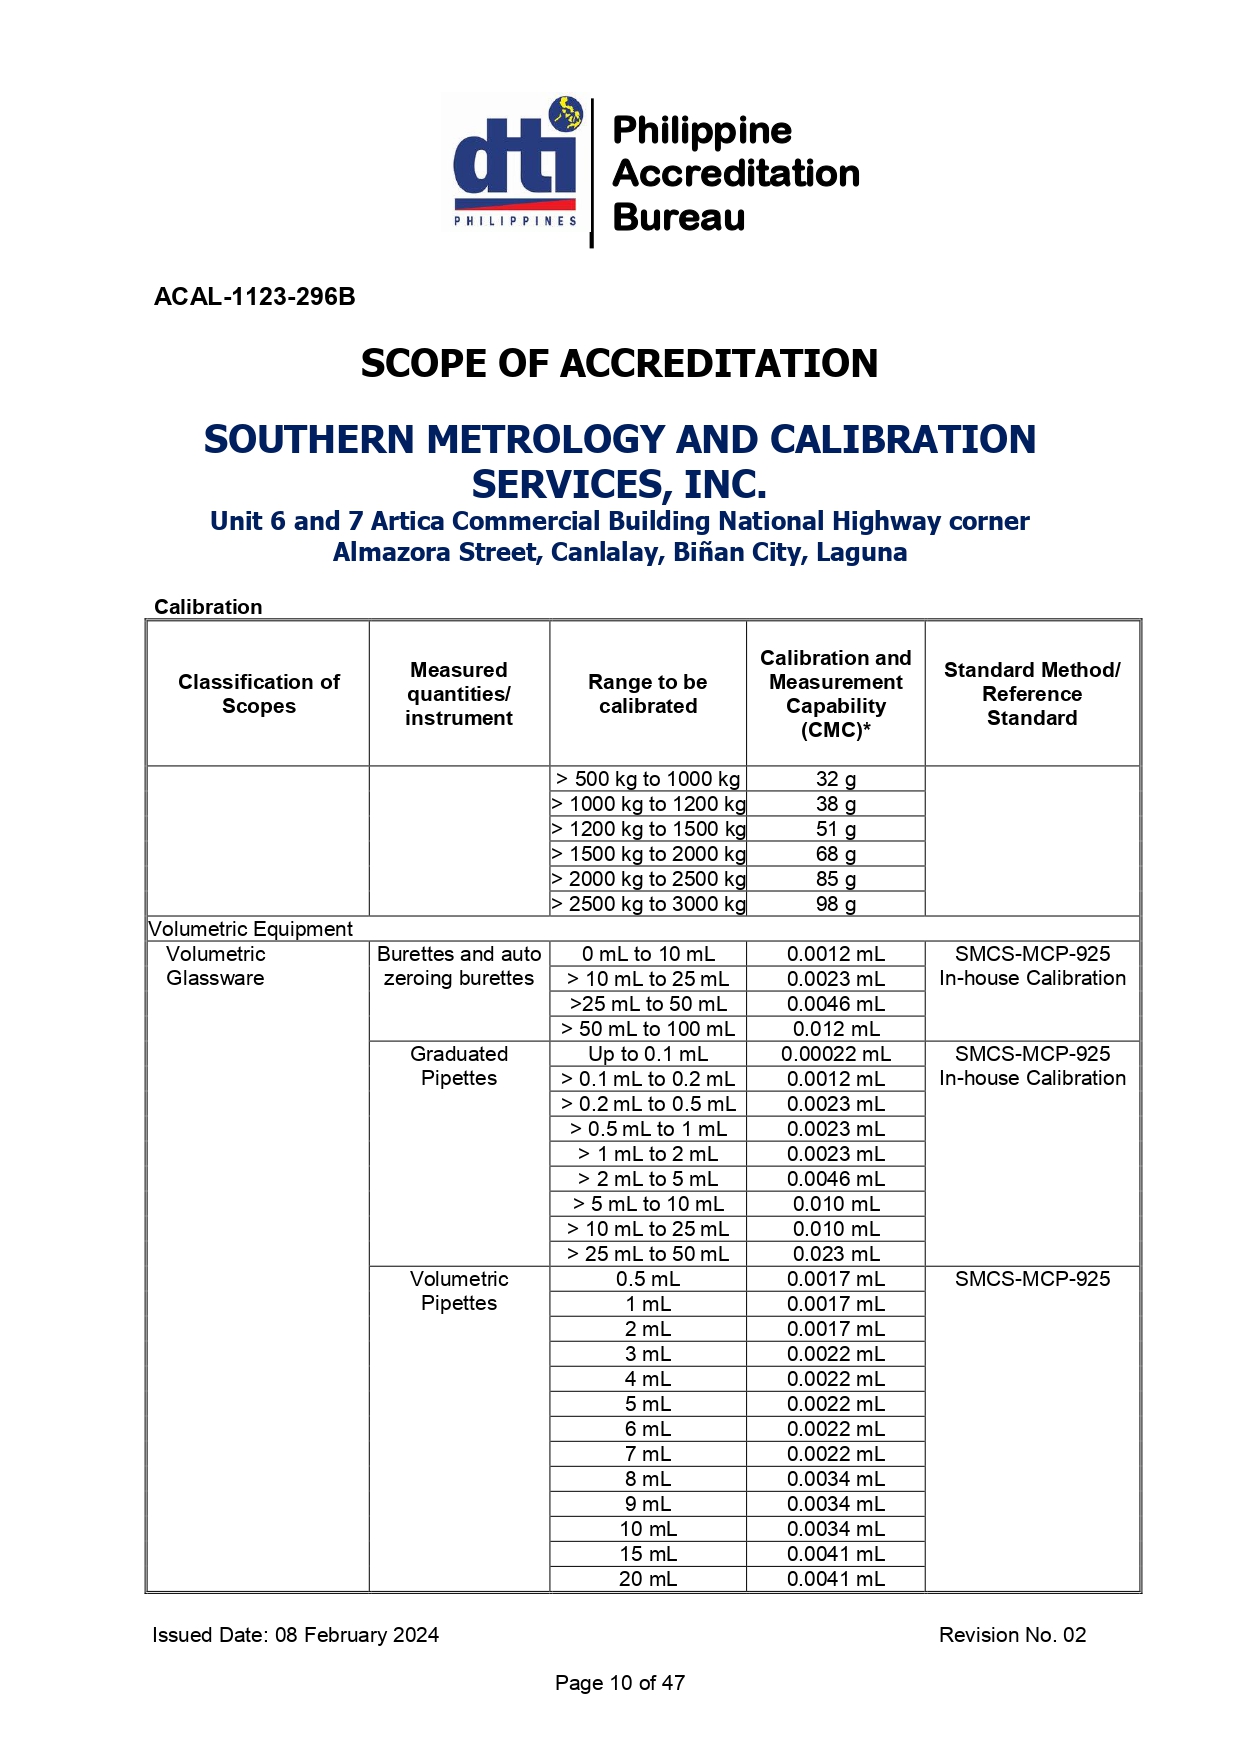 dti
PHILIPPINES
Philippine
Accreditation
Bureau
ACAL-1123-296B
SCOPE OF ACCREDITATION
SOUTHERN METROLOGY AND CALIBRATION
SERVICES, INC.
Unit 6 and 7 Artica Commercial Building National Highway corner
Almazora Street, Canlalay, Biñan City, Laguna
Calibration
Classification of Scopes | Measured quantities/ instrument | Range to be calibrated | Calibration and Measurement Capability (CMC)* | Standard Method/ Reference Standard
> 500 kg to 1000 kg 32 g
> 1000 kg to 1200 kg 38 g
> 1200 kg to 1500 kg 51 g
> 1500 kg to 2000 kg 68 g
> 2000 kg to 2500 kg 85 g
> 2500 kg to 3000 kg 98 g
Volumetric Equipment
Volumetric Burettes and auto 0 mL to 10 mL 0.0012 mL SMCS-MCP-925
Glassware zeroing burettes > 10 mL to 25 mL 0.0023 mL In-house Calibration
>25 mL to 50 mL 0.0046 mL
> 50 mL to 100 mL 0.012 mL
Graduated Up to 0.1 mL 0.00022 mL SMCS-MCP-925
Pipettes > 0.1 mL to 0.2 mL 0.0012 mL In-house Calibration
> 0.2 mL to 0.5 mL 0.0023 mL
> 0.5 mL to 1 mL 0.0023 mL
> 1 mL to 2 mL 0.0023 mL
> 2 mL to 5 mL 0.0046 mL
> 5 mL to 10 mL 0.010 mL
> 10 mL to 25 mL 0.010 mL
> 25 mL to 50 mL 0.023 mL
Volumetric 0.5 mL 0.0017 mL SMCS-MCP-925
Pipettes 1 mL 0.0017 mL
2 mL 0.0017 mL
3 mL 0.0022 mL
4 mL 0.0022 mL
5 mL 0.0022 mL
6 mL 0.0022 mL
7 mL 0.0022 mL
8 mL 0.0034 mL
9 mL 0.0034 mL
10 mL 0.0034 mL
15 mL 0.0041 mL
20 mL 0.0041 mL
Issued Date: 08 February 2024 Revision No. 02
Page 10 of 47